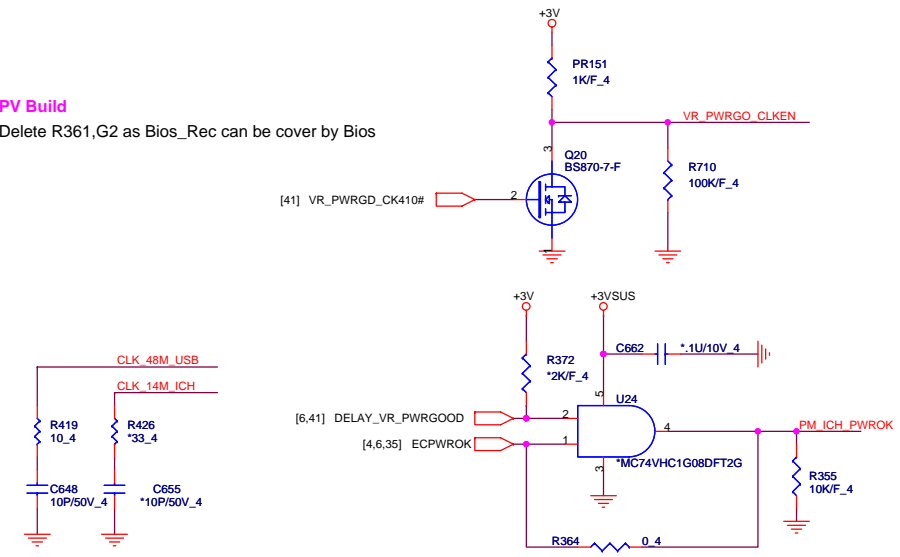 +3V
PR151
1K/F_4
PV Build
Delete R361,G2 as Bios_Rec can be cover by Bios
VR_PWRGO_CLKEN
3
Q20
BS870-7-F
R710
100K/F_4
[41] VR_PWRGD_CK410#
2
1
+3V
+3VSUS
C662
*.1U/10V_4
CLK_48M_USB
R372
*2K/F_4
CLK_14M_ICH
5
U24
[6,41] DELAY_VR_PWRGOOD
2
R419
10_4
R426
*33_4
4
PM_ICH_PWROK
[4,6,35] ECPWROK
1
*MC74VHC1G08DFT2G
3
R355
10K/F_4
C648
10P/50V_4
C655
*10P/50V_4
R364
0_4